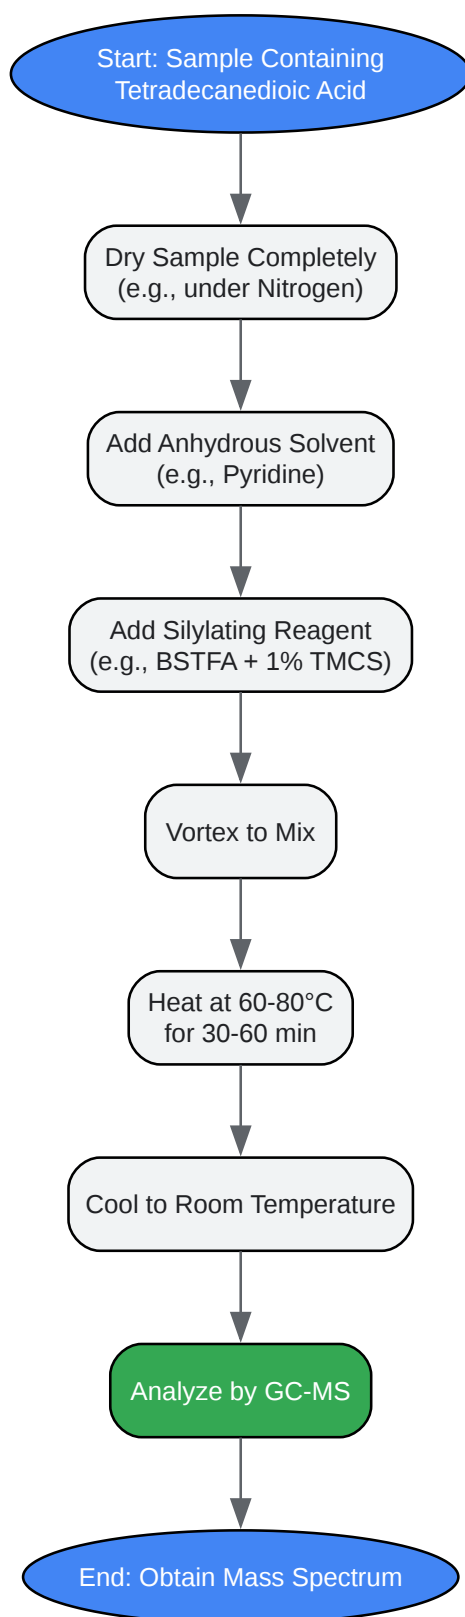 Start: Sample Containing
Tetradecanedioic Acid
Dry Sample Completely
(e.g., under Nitrogen)
Add Anhydrous Solvent
(e.g., Pyridine)
Add Silylating Reagent
(e.g., BSTFA + 1% TMCS)
Vortex to Mix
Heat at 60-80°C
for 30-60 min
Cool to Room Temperature
Analyze by GC-MS
End: Obtain Mass Spectrum